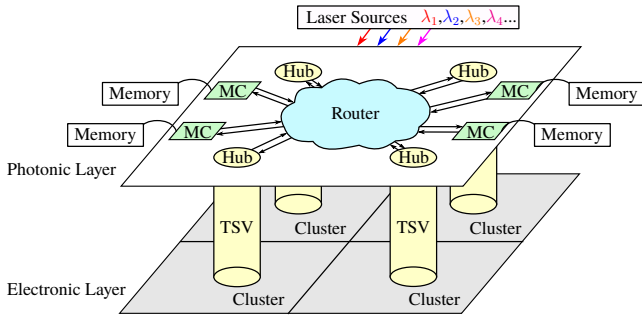 Laser Sources λ1,λ2,λ3,λ4...
Hub
Hub
Memory
MC
MC
Memory
Router
Memory
MC
MC
Memory
Hub
Hub
Photonic Layer
TSV
TSV
Cluster
Cluster
Electronic Layer
Cluster
Cluster